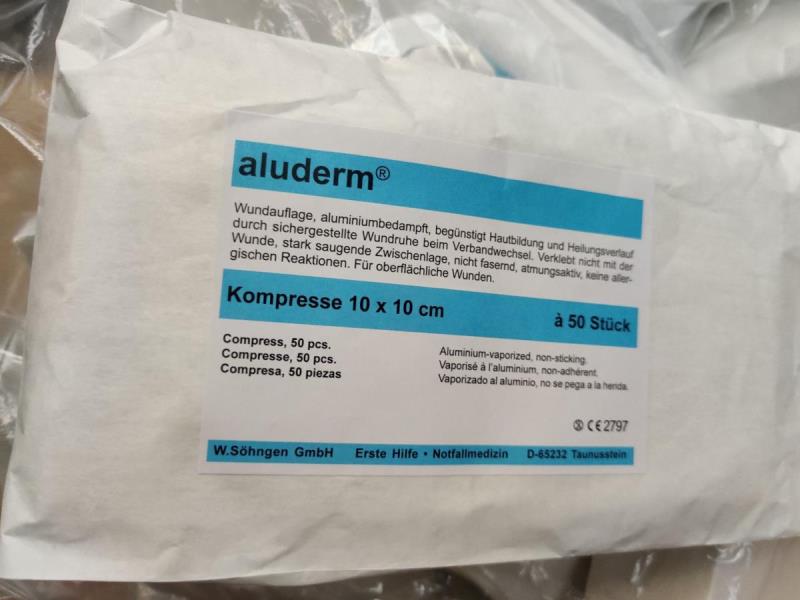 aluderm®
Wundauflage, aluminiumbedampft, begünstigt Hautbildung und Heilungsverlauf
durch sichergestellte Wundruhe beim Verbandwechsel. Verklebt nicht mit der
Wunde, stark saugende Zwischenlage, nicht fasernd, atmungsaktiv, keine aller-
gischen Reaktionen. Für oberflächliche Wunden.
Kompresse 10 x 10 cm à 50 Stück
Compress, 50 pcs.
Compresse, 50 pcs.
Compresa, 50 piezas
Aluminium-vaporized, non-sticking.
Vaporisé à l'aluminium, non-adhérent.
Vaporizado al aluminio, no se pega a la herida.
CE 2797
W.Söhngen GmbH Erste Hilfe • Notfallmedizin D-65232 Taunusstein